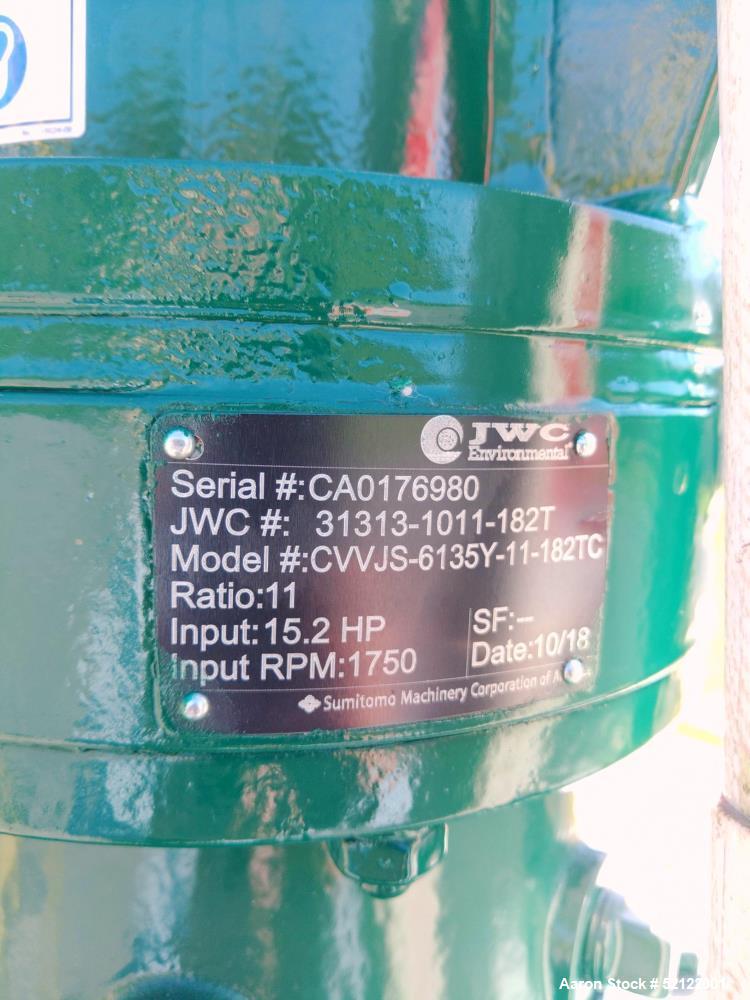 JWC
Environmental®
Serial #:CA0176980
JWC #: 31313-1011-182T
Model #:CVVJS-6135Y-11-182TC
Ratio:11
Input:15.2 HP
SF:--
Input RPM:1750
Date:10/18
Sumitomo Machinery Corporation of
Aaron Stock #